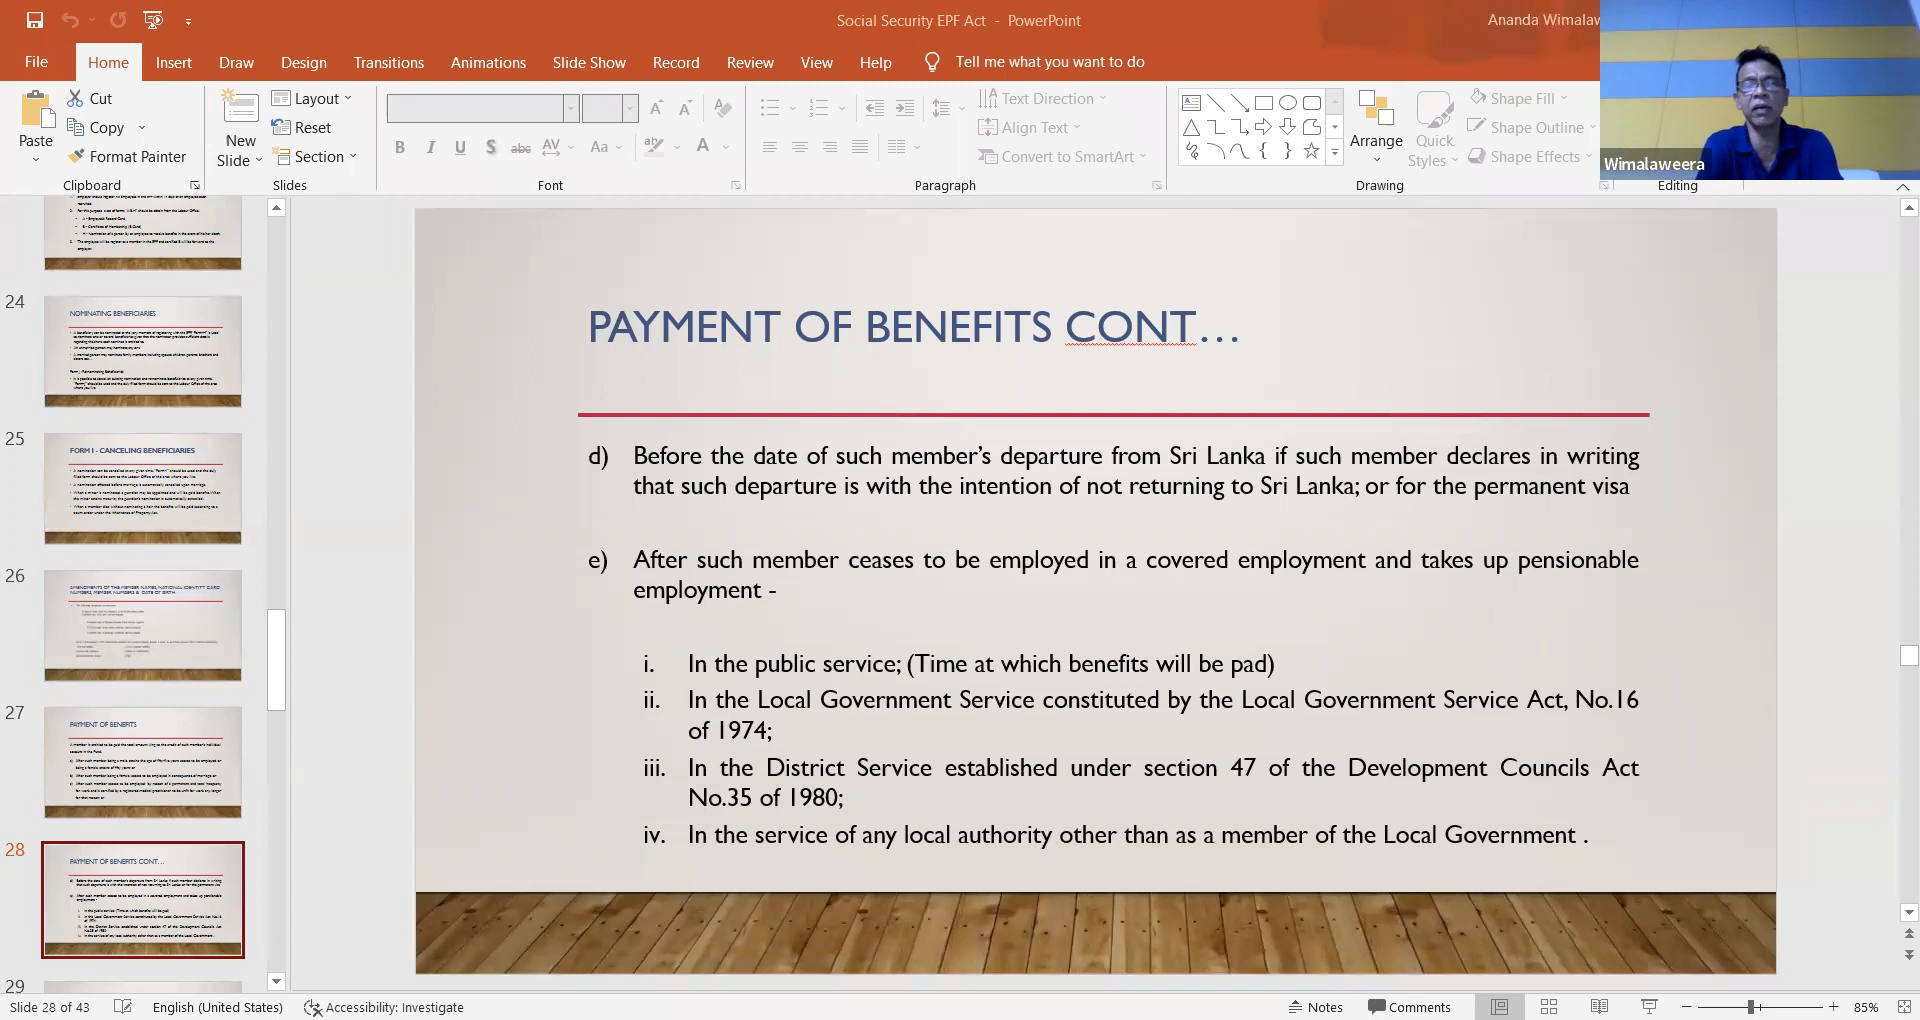 Social Security EPF Act - PowerPoint
Ananda Wimalaw
File Home Insert Draw Design Transitions Animations Slide Show Record Review View Help Tell me what you want to do
Paste
Cut
Copy
Format Painter
Clipboard
New
Slide
Layout
Reset
Section
Slides
B I U S abc AV Aa A
Font
Text Direction
Align Text
Convert to SmartArt
Paragraph
Arrange
Quick
Styles
Shape Fill
Shape Outline
Shape Effects
Drawing
Editing
Wimalaweera
24
NOMINATING BENEFICIARIES
25
FORM I - CANCELING BENEFICIARIES
26
27
PAYMENT OF BENEFITS
28
PAYMENT OF BENEFITS CONT...
29
PAYMENT OF BENEFITS CONT...
d) Before the date of such member's departure from Sri Lanka if such member declares in writing
that such departure is with the intention of not returning to Sri Lanka; or for the permanent visa
e) After such member ceases to be employed in a covered employment and takes up pensionable
employment -
i. In the public service; (Time at which benefits will be pad)
ii. In the Local Government Service constituted by the Local Government Service Act, No.16
of 1974;
iii. In the District Service established under section 47 of the Development Councils Act
No.35 of 1980;
iv. In the service of any local authority other than as a member of the Local Government .
Slide 28 of 43 English (United States) Accessibility: Investigate Notes Comments 85%